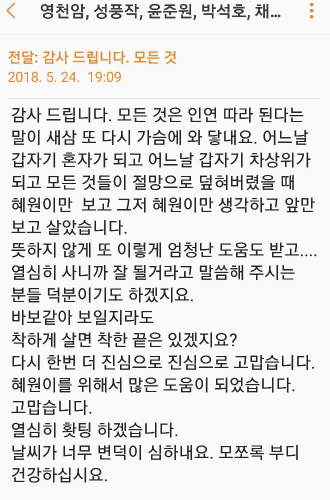 영천암, 성풍작, 윤준원, 박석호, 채...
전달: 감사 드립니다. 모든 것
2018. 5. 24. 19:09
감사 드립니다. 모든 것은 인연 따라 된다는
말이 새삼 또 다시 가슴에 와 닿내요. 어느날
갑자기 혼자가 되고 어느날 갑자기 차상위가
되고 모든 것들이 절망으로 덮혀버렸을 때
혜원이만 보고 그저 혜원이만 생각하고 앞만
보고 살았습니다.
뜻하지 않게 또 이렇게 엄청난 도움도 받고....
열심히 사니까 잘 될거라고 말씀해 주시는
분들 덕분이기도 하겠지요.
바보같아 보일지라도
착하게 살면 착한 끝은 있겠지요?
다시 한번 더 진심으로 진심으로 고맙습니다.
혜원이를 위해서 많은 도움이 되었습니다.
고맙습니다.
열심히 홧팅 하겠습니다.
날씨가 너무 변덕이 심하내요. 모쪼록 부디
건강하십시요.